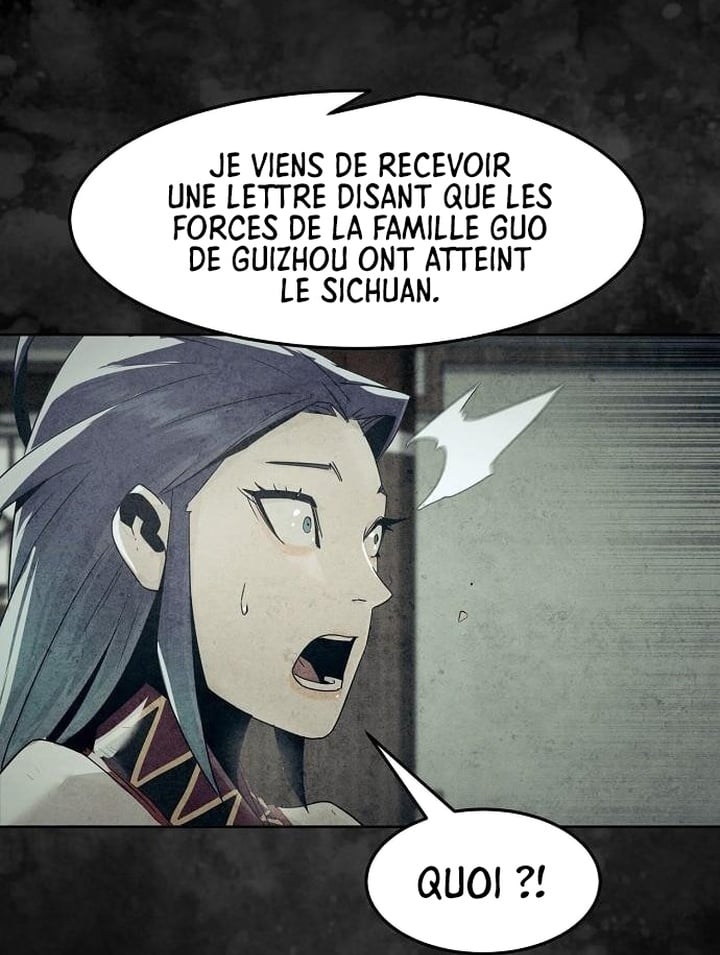 JE VIENS DE RECEVOIR
UNE LETTRE DISANT QUE LES
FORCES DE LA FAMILLE GUO
DE GUIZHOU ONT ATTEINT
LE SICHUAN.
QUOI ?!